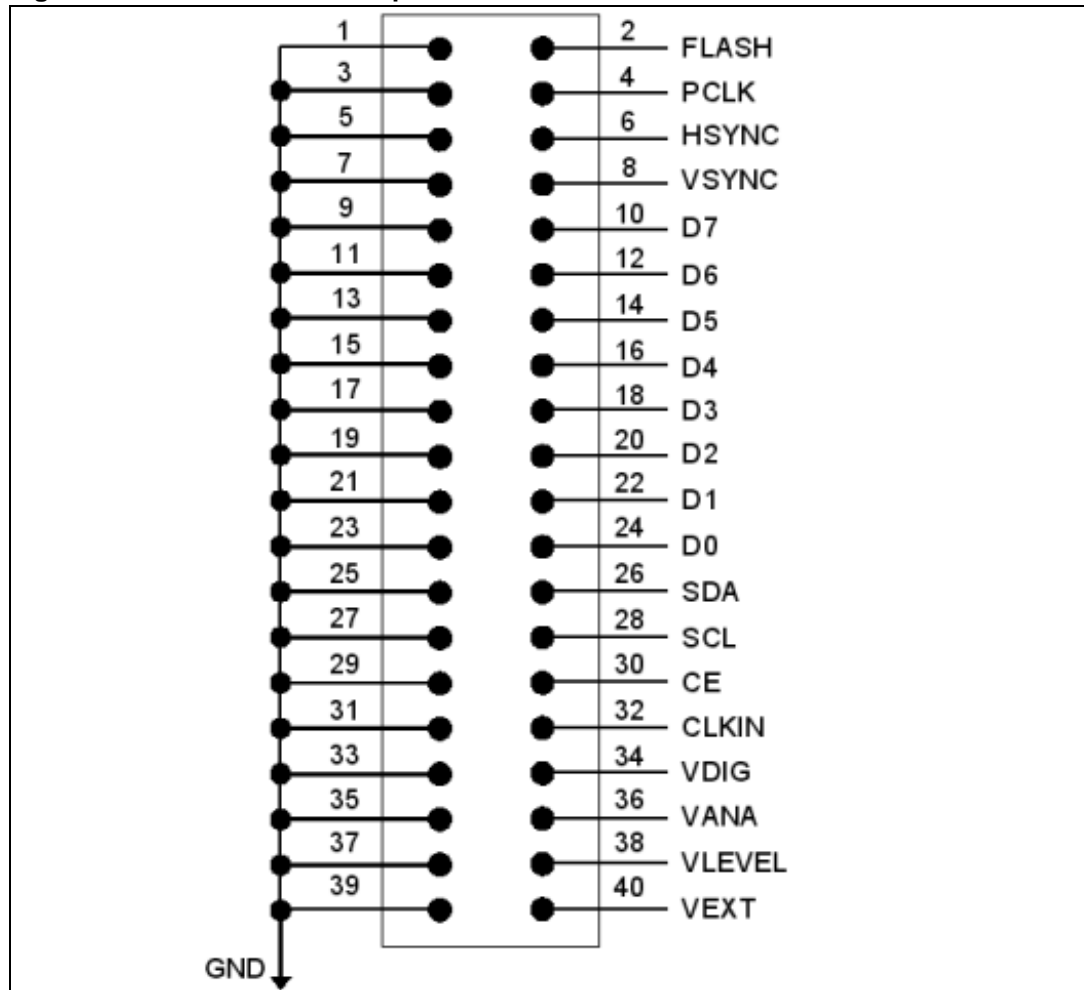 1 2 FLASH
3 4 PCLK
5 6 HSYNC
7 8 VSYNC
9 10 D7
11 12 D6
13 14 D5
15 16 D4
17 18 D3
19 20 D2
21 22 D1
23 24 D0
25 26 SDA
27 28 SCL
29 30 CE
31 32 CLKIN
33 34 VDIG
35 36 VANA
37 38 VLEVEL
39 40 VEXT
GND